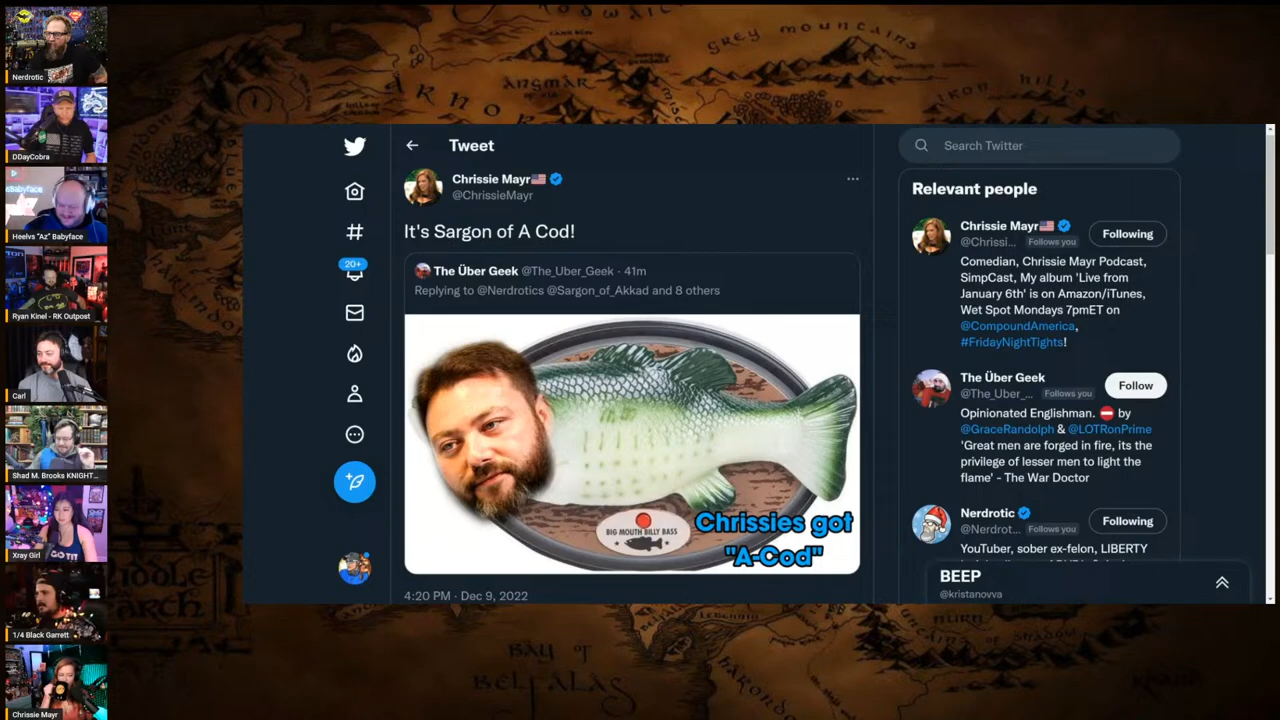 Nerdrotic
DDayCobra
Heelvs "Az" Babyface
Ryan Kinel - RK Outpost
Carl
Shad M. Brooks KNIGHT...
Xray Girl
1/4 Black Garrett
Chrissie Mayr
GREY MOUNTAINS
ANGMAR
ARNO
IRON HILLS
Tweet
Chrissie Mayr🇺🇸
@ChrissieMayr
It's Sargon of A Cod!
The Über Geek @The_Uber_Geek · 41m
Replying to @Nerdrotics @Sargon_of_Akkad and 8 others
BIG MOUTH BILLY BASS
Chrissies got
"A-Cod"
4:20 PM · Dec 9, 2022
20+
Search Twitter
Relevant people
Chrissie Mayr🇺🇸
@Chrissi... Follows you
Following
Comedian, Chrissie Mayr Podcast,
SimpCast, My album 'Live from
January 6th' is on Amazon/iTunes,
Wet Spot Mondays 7pmET on
@CompoundAmerica,
#FridayNightTights!
The Über Geek
@The_Uber_... Follows you
Follow
Opinionated Englishman. ⛔ by
@GraceRandolph & @LOTRonPrime
'Great men are forged in fire, its the
privilege of lesser men to light the
flame' - The War Doctor
Nerdrotic
@Nerdrot... Follows you
Following
YouTuber, sober ex-felon, LIBERTY
BEEP
@kristanovva
BAY OF
BELFALAS